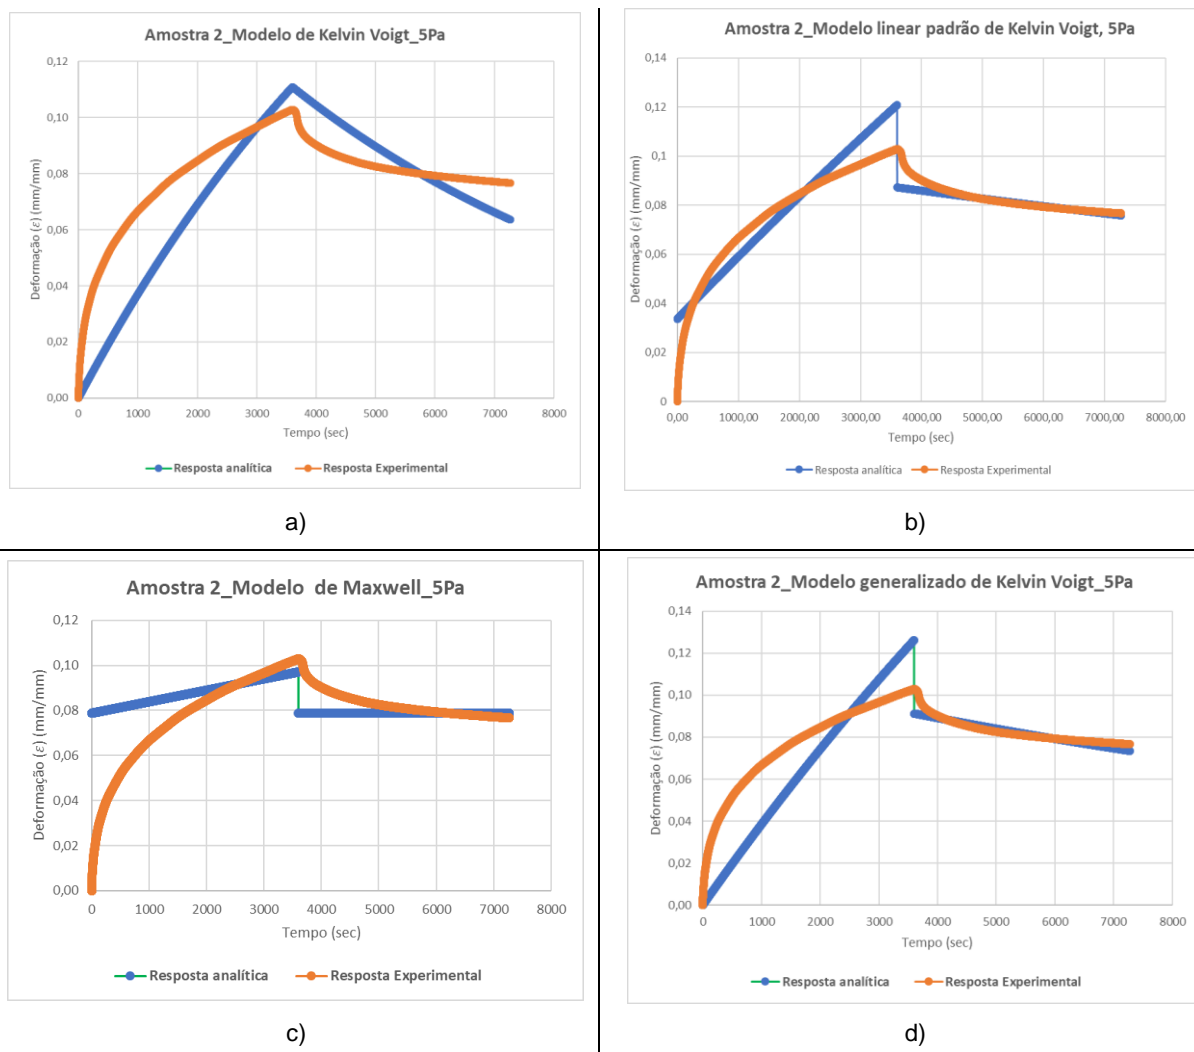 Amostra 2_Modelo de Kelvin Voigt_5Pa
0,12
0,10
0,08
0,06
0,04
0,02
0,00
Deformação (ε) (mm/mm)
0 1000 2000 3000 4000 5000 6000 7000 8000
Tempo (sec)
Resposta analítica Resposta Experimental
a)
Amostra 2_Modelo linear padrão de Kelvin Voigt, 5Pa
0,14
0,12
0,1
0,08
0,06
0,04
0,02
0
Deformação (ε) (mm/mm)
0,00 1000,00 2000,00 3000,00 4000,00 5000,00 6000,00 7000,00 8000,00
Tempo (sec)
Resposta analítica Resposta Experimental
b)
Amostra 2_Modelo de Maxwell_5Pa
0,12
0,10
0,08
0,06
0,04
0,02
0,00
Deformação (ε) (mm/mm)
0 1000 2000 3000 4000 5000 6000 7000 8000
Tempo (sec)
Resposta analítica Resposta Experimental
c)
Amostra 2_Modelo generalizado de Kelvin Voigt_5Pa
0,14
0,12
0,10
0,08
0,06
0,04
0,02
0,00
Deformação (ε) (mm/mm)
0 1000 2000 3000 4000 5000 6000 7000 8000
Tempo (sec)
Resposta analítica Resposta Experimental
d)